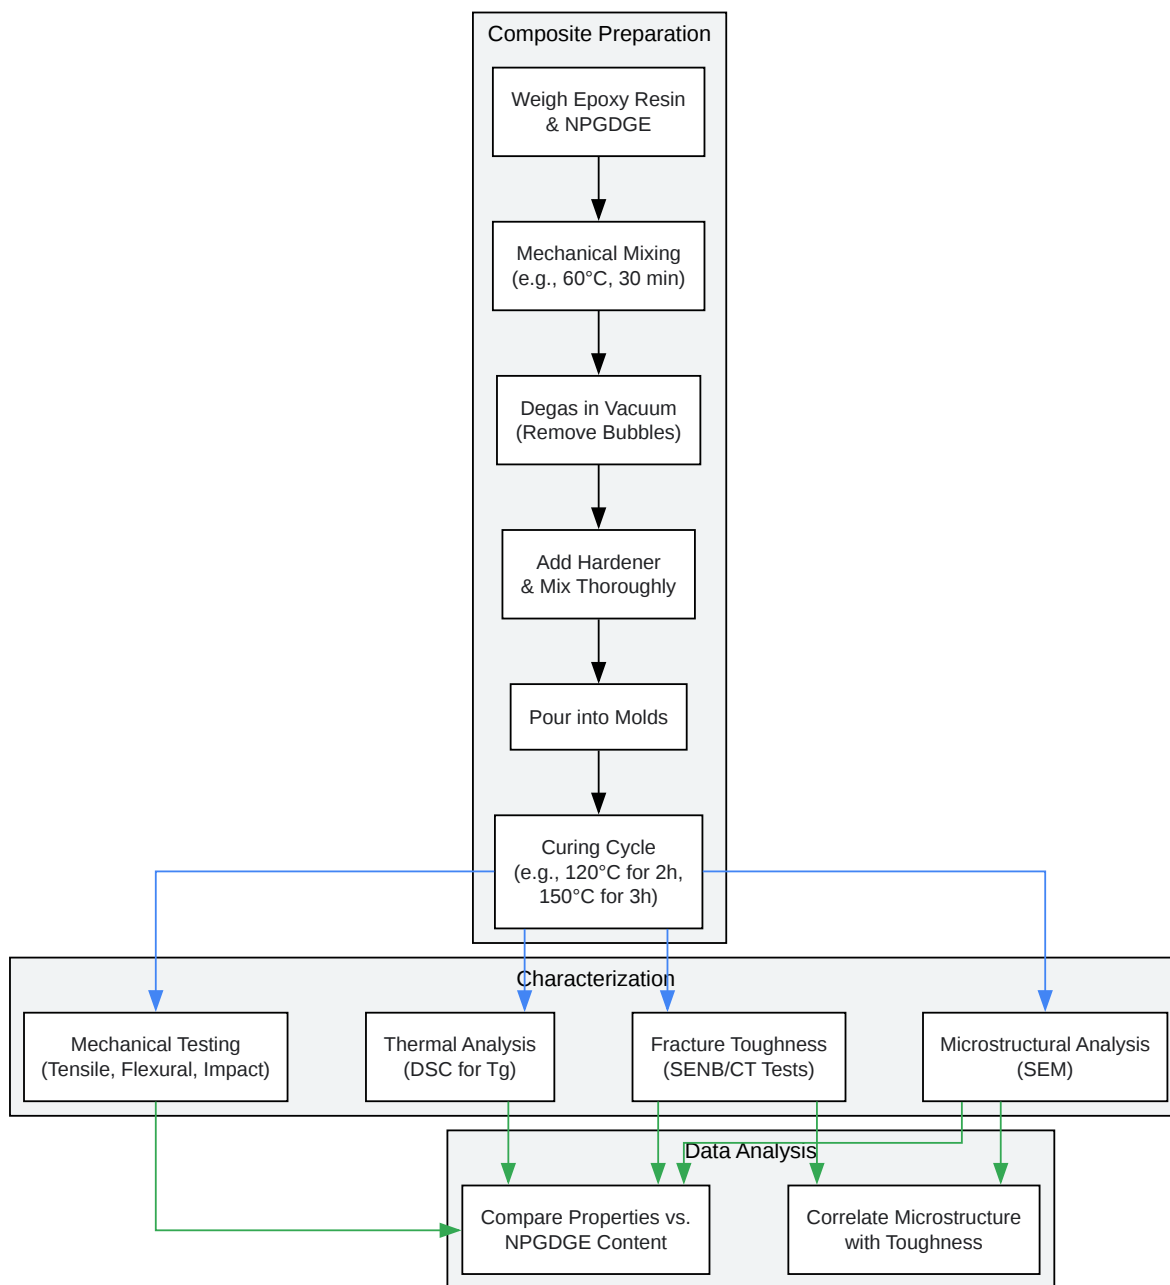 Composite Preparation
Weigh Epoxy Resin
& NPGDGE
Mechanical Mixing
(e.g., 60°C, 30 min)
Degas in Vacuum
(Remove Bubbles)
Add Hardener
& Mix Thoroughly
Pour into Molds
Curing Cycle
(e.g., 120°C for 2h,
150°C for 3h)
Characterization
Mechanical Testing
(Tensile, Flexural, Impact)
Thermal Analysis
(DSC for Tg)
Fracture Toughness
(SENB/CT Tests)
Microstructural Analysis
(SEM)
Data Analysis
Compare Properties vs.
NPGDGE Content
Correlate Microstructure
with Toughness